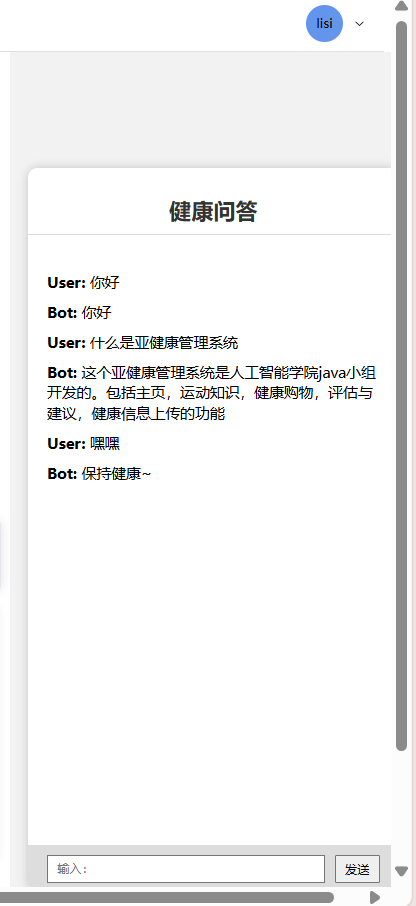 lisi
健康问答
User: 你好
Bot: 你好
User: 什么是亚健康管理系统
Bot: 这个亚健康管理系统是人工智能学院java小组
开发的。包括主页，运动知识，健康购物，评估与
建议，健康信息上传的功能
User: 嘿嘿
Bot: 保持健康~
输入: 发送